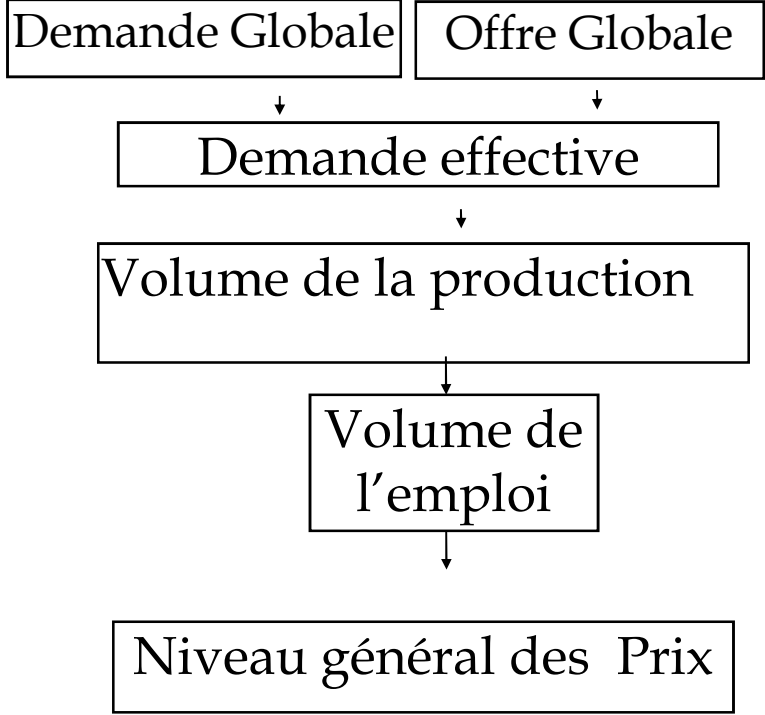 Demande Globale
Offre Globale
Demande effective
Volume de la production
Volume de
l’emploi
Niveau général des  Prix